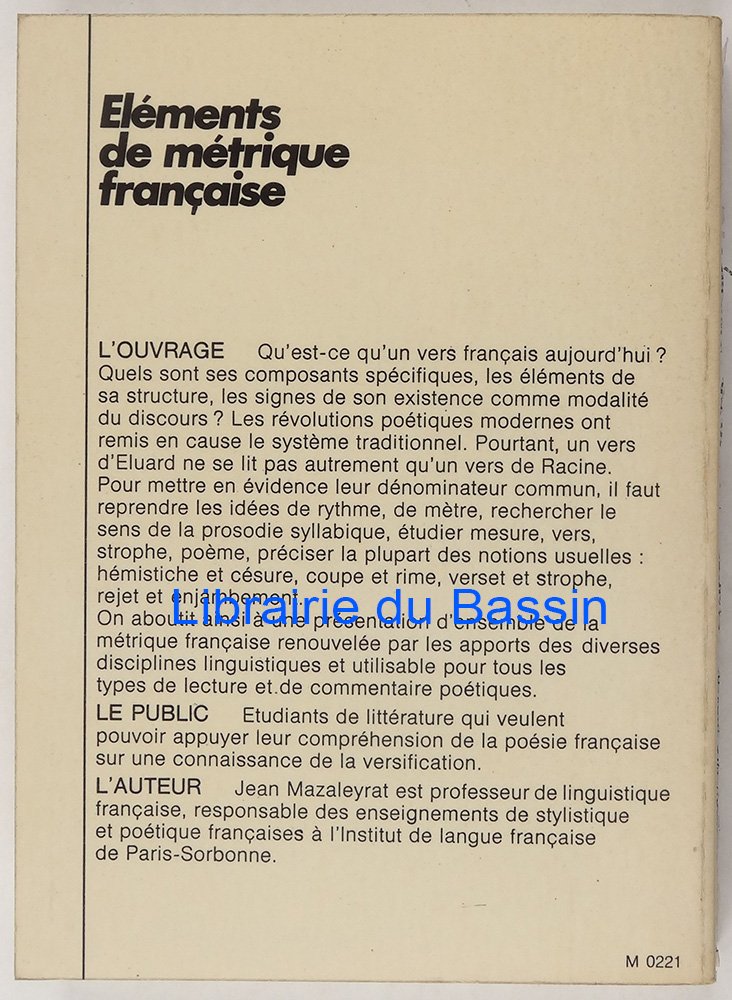 Eléments
de métrique
française
L'OUVRAGE Qu'est-ce qu'un vers français aujourd'hui ?
Quels sont ses composants spécifiques, les éléments de
sa structure, les signes de son existence comme modalité
du discours ? Les révolutions poétiques modernes ont
remis en cause le système traditionnel. Pourtant, un vers
d'Eluard ne se lit pas autrement qu'un vers de Racine.
Pour mettre en évidence leur dénominateur commun, il faut
reprendre les idées de rythme, de mètre, rechercher le
sens de la prosodie syllabique, étudier mesure, vers,
strophe, poème, préciser la plupart des notions usuelles :
hémistiche et césure, coupe et rime, verset et strophe,
rejet et enjambement.
Librairie du Bassin
On aboutit ainsi à une présentation d'ensemble de la
métrique française renouvelée par les apports des diverses
disciplines linguistiques et utilisable pour tous les
types de lecture et.de commentaire poétiques.
LE PUBLIC Etudiants de littérature qui veulent
pouvoir appuyer leur compréhension de la poésie française
sur une connaissance de la versification.
L'AUTEUR Jean Mazaleyrat est professeur de linguistique
française, responsable des enseignements de stylistique
et poétique françaises à l'Institut de langue française
de Paris-Sorbonne.
M 0221